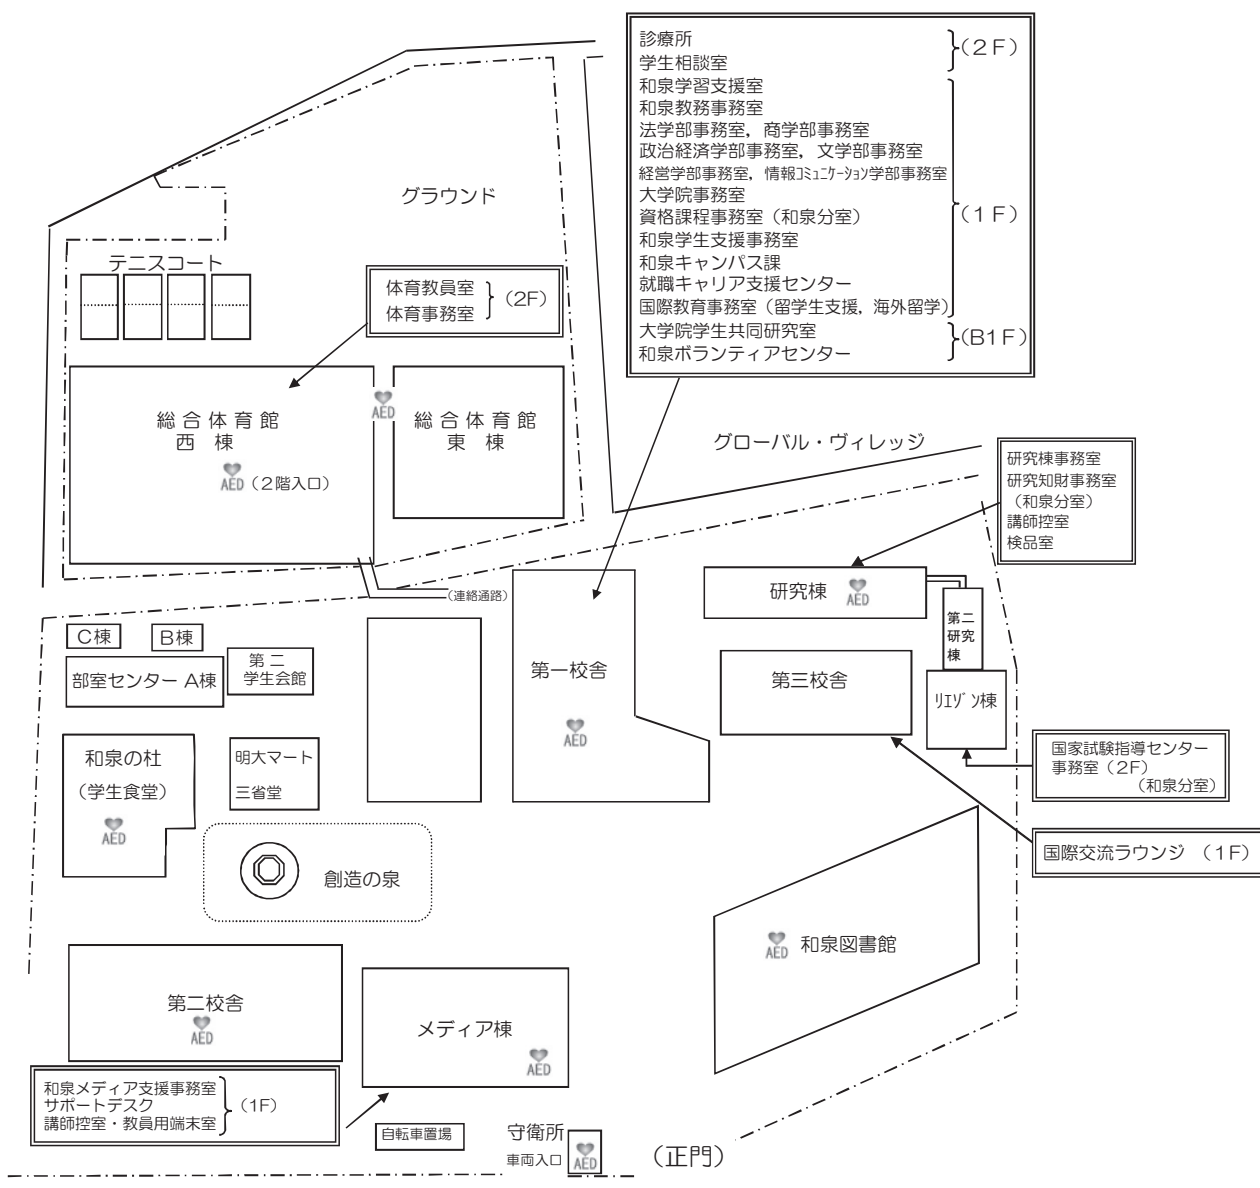 診療所
学生相談室
(2F)
和泉学習支援室
和泉教務事務室
法学部事務室，商学部事務室
政治経済学部事務室，文学部事務室
経営学部事務室，情報ｺﾐｭﾆｹｰｼｮﾝ学部事務室
大学院事務室
資格課程事務室（和泉分室）
和泉学生支援事務室
和泉キャンパス課
就職キャリア支援センター
国際教育事務室（留学生支援，海外留学）
(1F)
大学院学生共同研究室
和泉ボランティアセンター
(B1F)
グラウンド
テニスコート
体育教員室
体育事務室
(2F)
総合体育館
西棟
AED（2階入口）
AED
総合体育館
東棟
グローバル・ヴィレッジ
研究棟事務室
研究知財事務室
（和泉分室）
講師控室
検品室
（連絡通路）
研究棟
AED
第二
研究
棟
C棟
B棟
部室センター A棟
第二
学生会館
第一校舎
AED
第三校舎
ﾘｴｿﾞﾝ棟
国家試験指導センター
事務室（2F）
（和泉分室）
和泉の杜
（学生食堂）
AED
明大マート
三省堂
国際交流ラウンジ （1F）
創造の泉
AED
和泉図書館
第二校舎
AED
メディア棟
AED
和泉メディア支援事務室
サポートデスク
講師控室・教員用端末室
(1F)
自転車置場
守衛所
車両入口
AED
（正門）